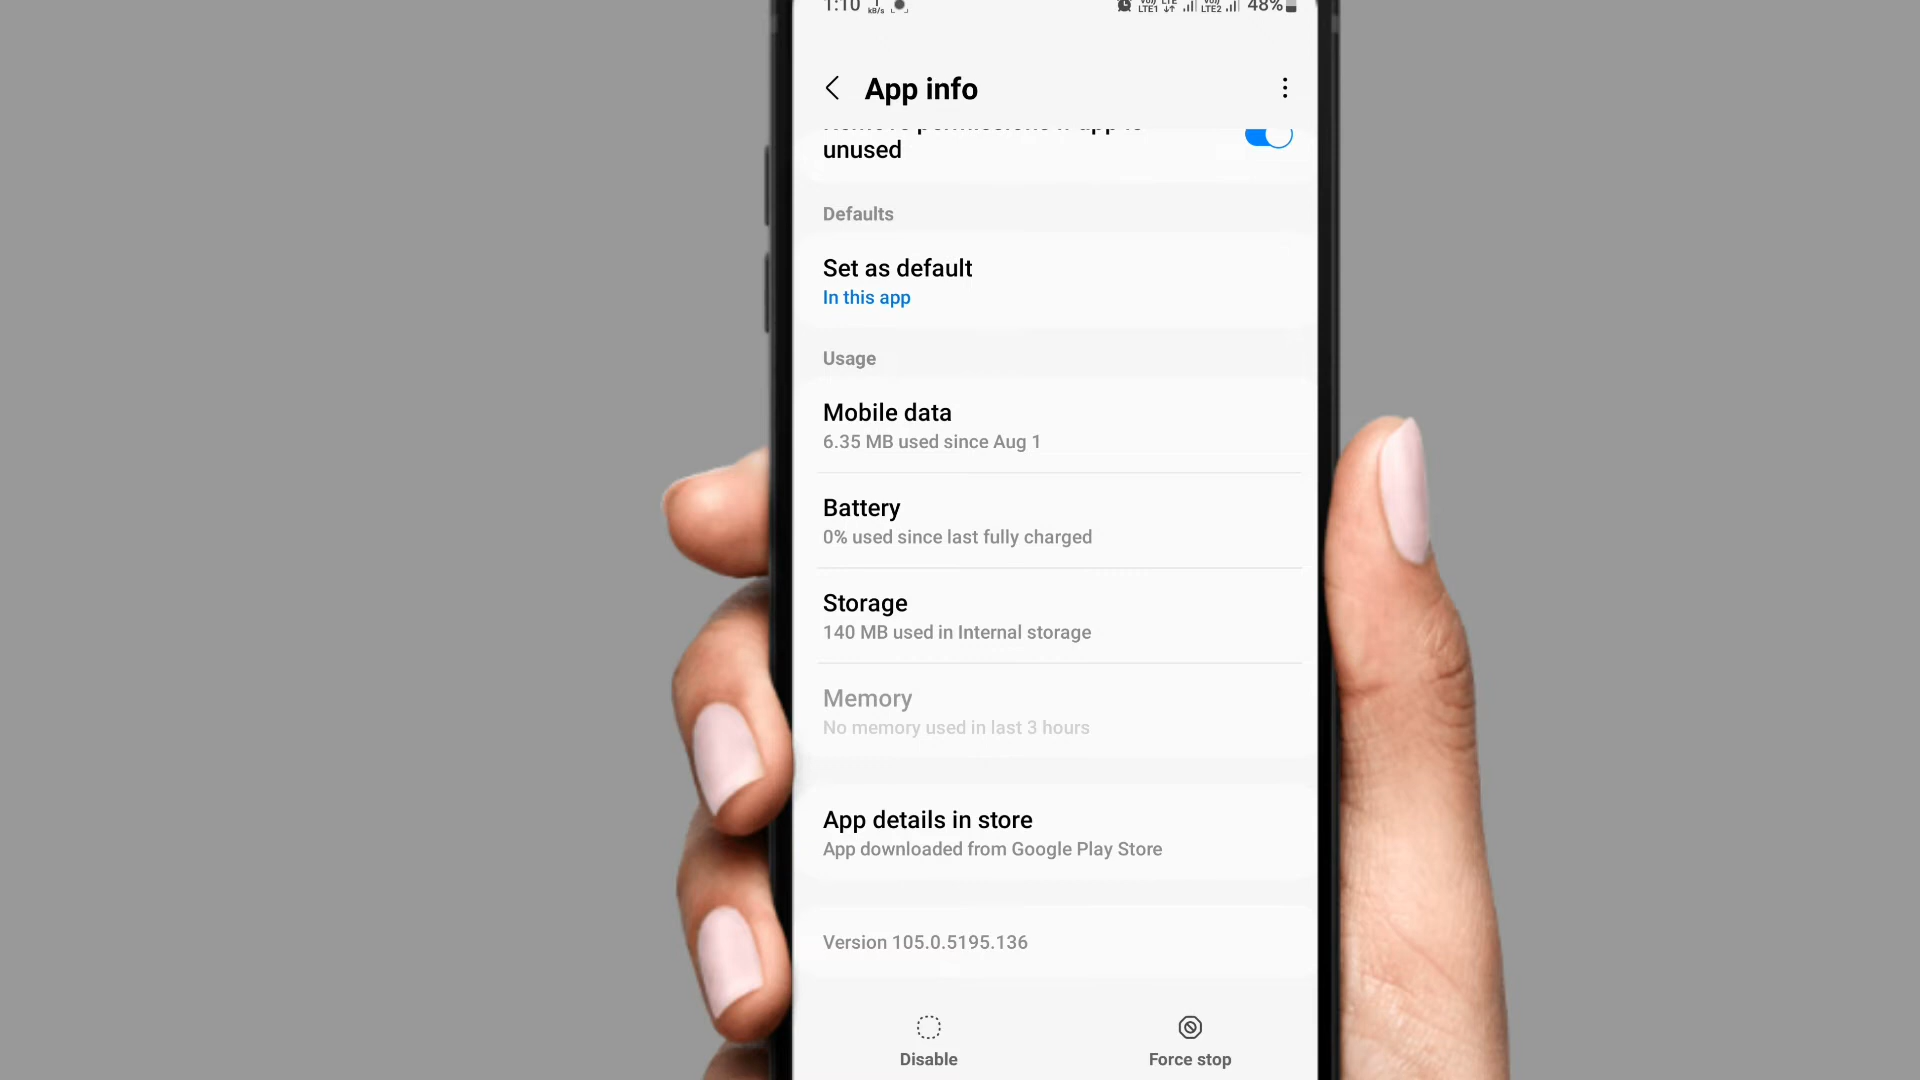 1:10 kB/s LTE1 LTE2 48%
App info
unused
Defaults
Set as default
In this app
Usage
Mobile data
6.35 MB used since Aug 1
Battery
0% used since last fully charged
Storage
140 MB used in Internal storage
Memory
No memory used in last 3 hours
App details in store
App downloaded from Google Play Store
Version 105.0.5195.136
Disable
Force stop